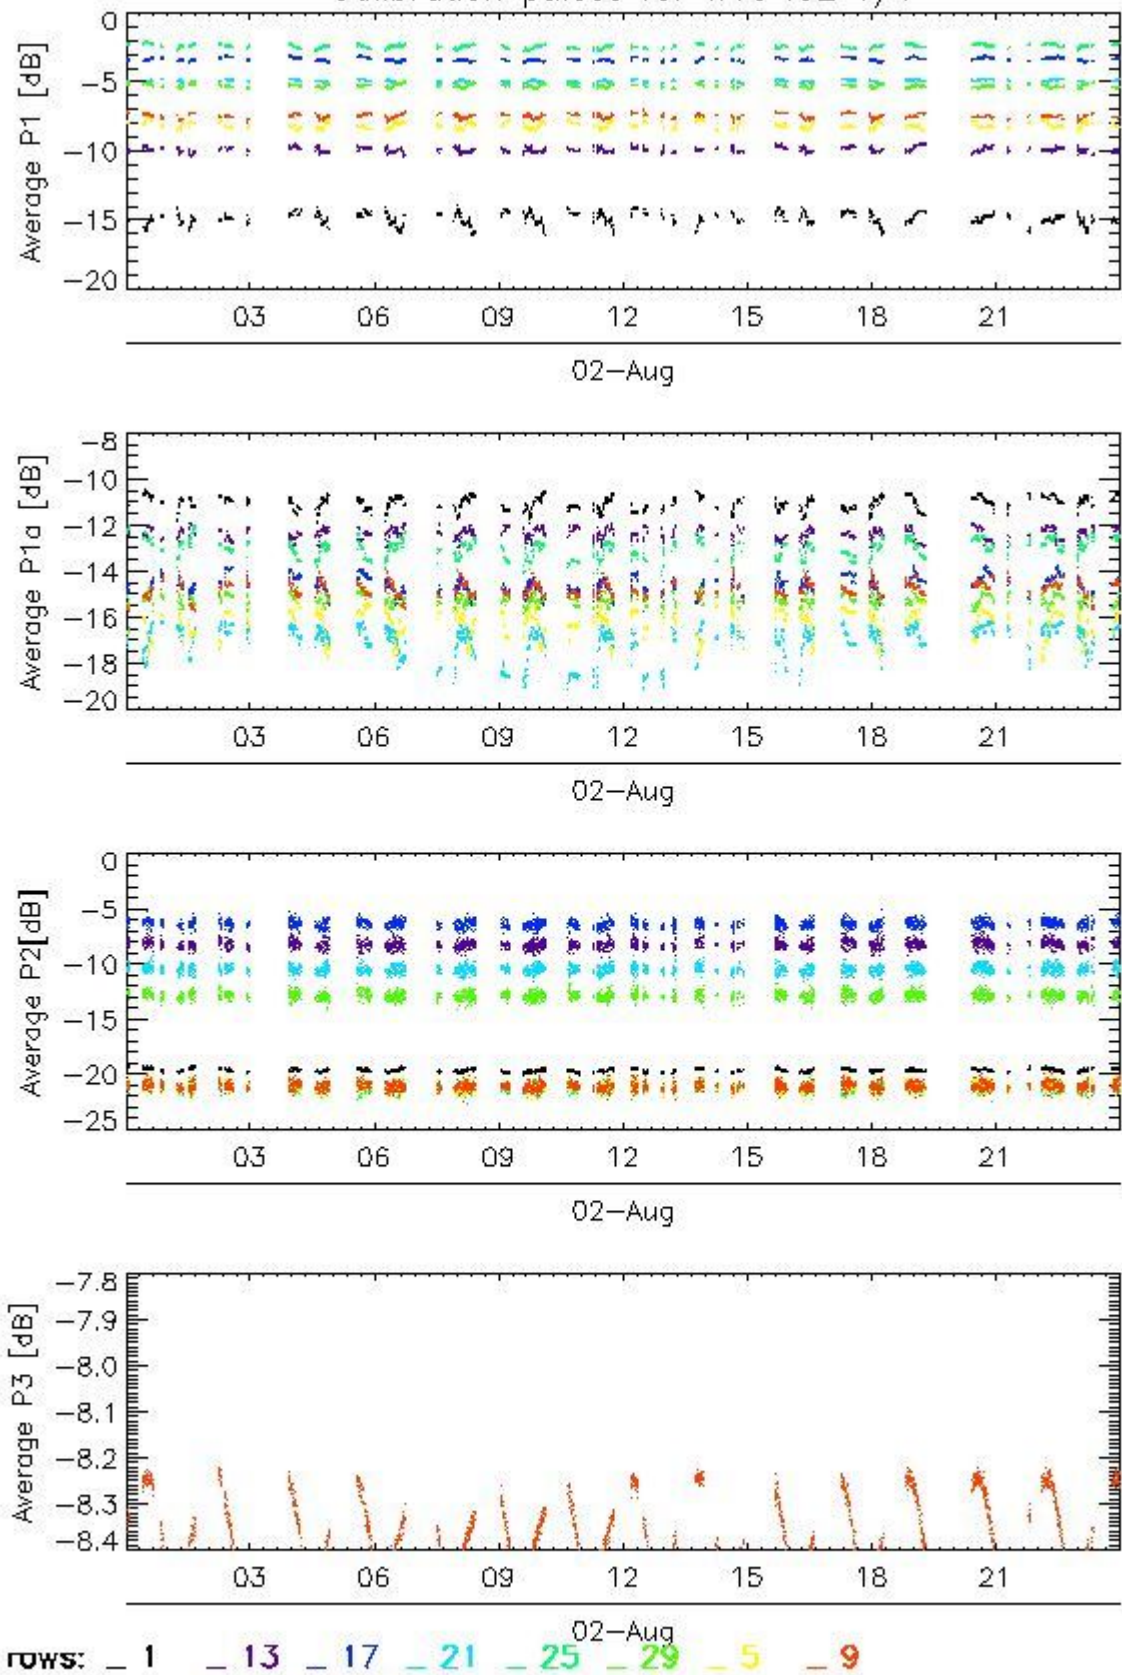 0
−5
−10
−15
−20
Average P1 [dB]
03 06 09 12 15 18 21
02−Aug
−8
−10
−12
−14
−16
−18
−20
Average P1a [dB]
03 06 09 12 15 18 21
02−Aug
0
−5
−10
−15
−20
−25
Average P2[dB]
03 06 09 12 15 18 21
02−Aug
−7.8
−7.9
−8.0
−8.1
−8.2
−8.3
−8.4
Average P3 [dB]
03 06 09 12 15 18 21
02−Aug
rows: _ 1 _ 13 _ 17 _ 21 _ 25 _ 29 _ 5 _ 9